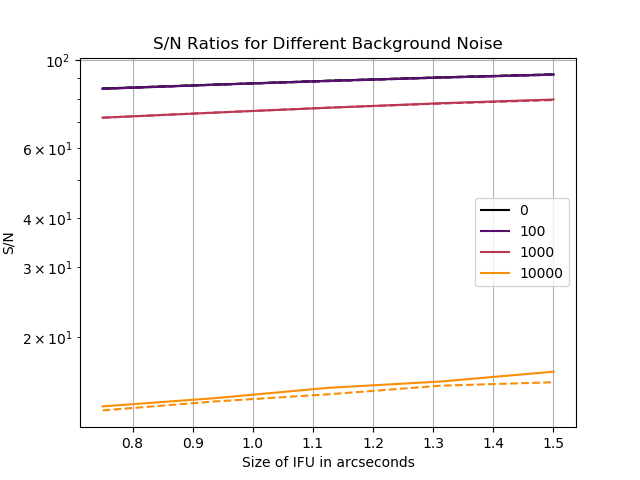 S/N Ratios for Different Background Noise
10²
6 × 10¹
4 × 10¹
3 × 10¹
2 × 10¹
S/N
0
100
1000
10000
0.8 0.9 1.0 1.1 1.2 1.3 1.4 1.5
Size of IFU in arcseconds